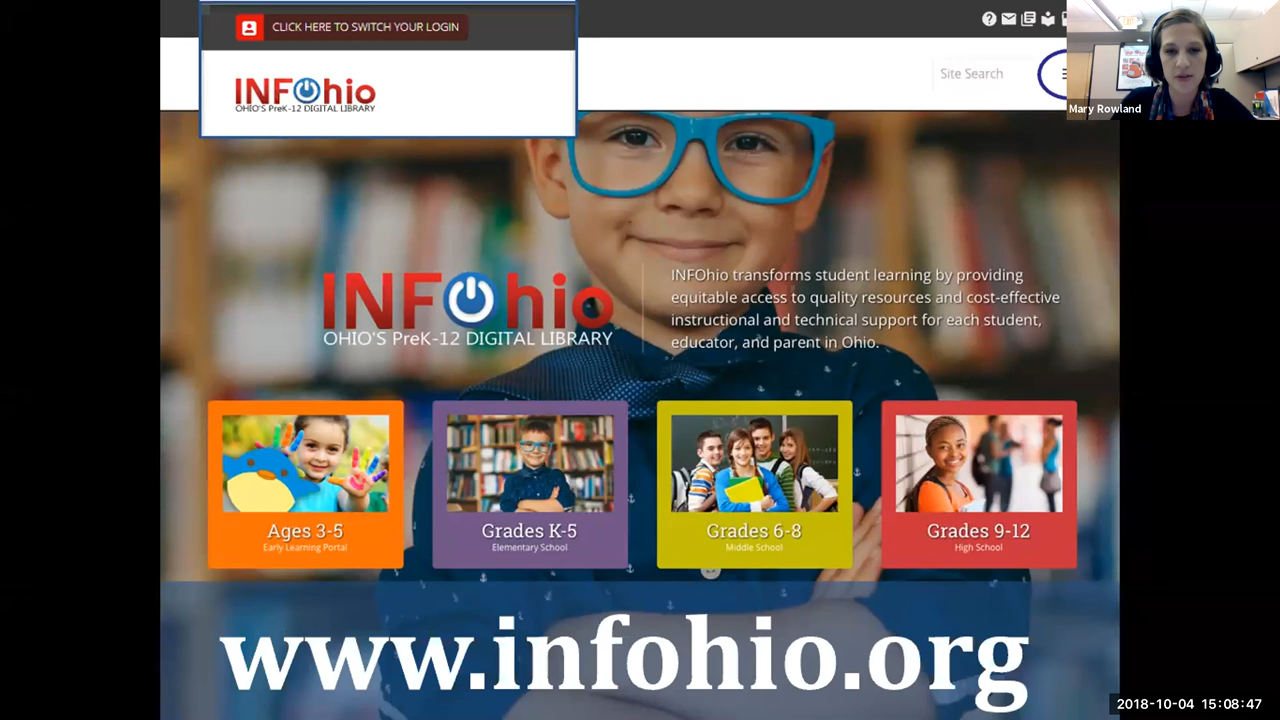 CLICK HERE TO SWITCH YOUR LOGIN
INFOhio
OHIO'S PreK-12 DIGITAL LIBRARY
Site Search
EXIT
Mary Rowland
INFOhio
OHIO'S PreK-12 DIGITAL LIBRARY
INFOhio transforms student learning by providing
equitable access to quality resources and cost-effective
instructional and technical support for each student,
educator, and parent in Ohio.
Ages 3-5
Early Learning Portal
Grades K-5
Elementary School
Grades 6-8
Middle School
Grades 9-12
High School
www.infohio.org
2018-10-04 15:08:47